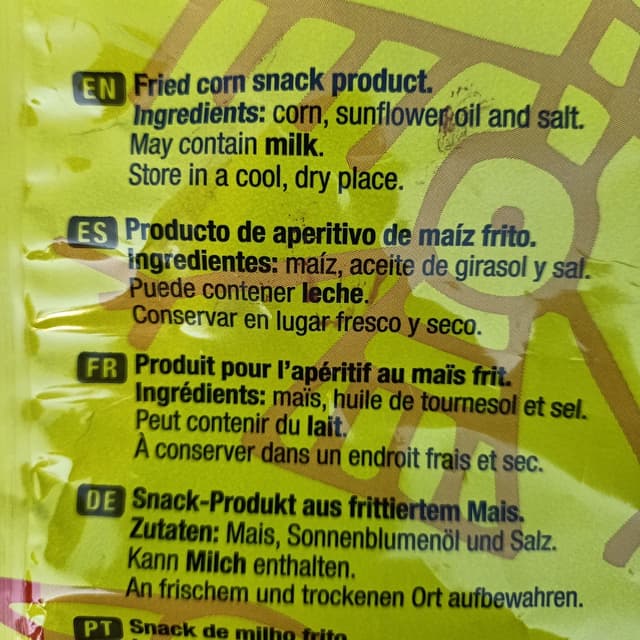 EN Fried corn snack product.
Ingredients: corn, sunflower oil and salt.
May contain milk.
Store in a cool, dry place.
ES Producto de aperitivo de maíz frito.
Ingredientes: maíz, aceite de girasol y sal.
Puede contener leche.
Conservar en lugar fresco y seco.
FR Produit pour l'apéritif au maïs frit.
Ingrédients: maïs, huile de tournesol et sel.
Peut contenir du lait.
À conserver dans un endroit frais et sec.
DE Snack-Produkt aus frittiertem Mais.
Zutaten: Mais, Sonnenblumenöl und Salz.
Kann Milch enthalten.
An frischem und trockenen Ort aufbewahren.
PT Snack de milho frito